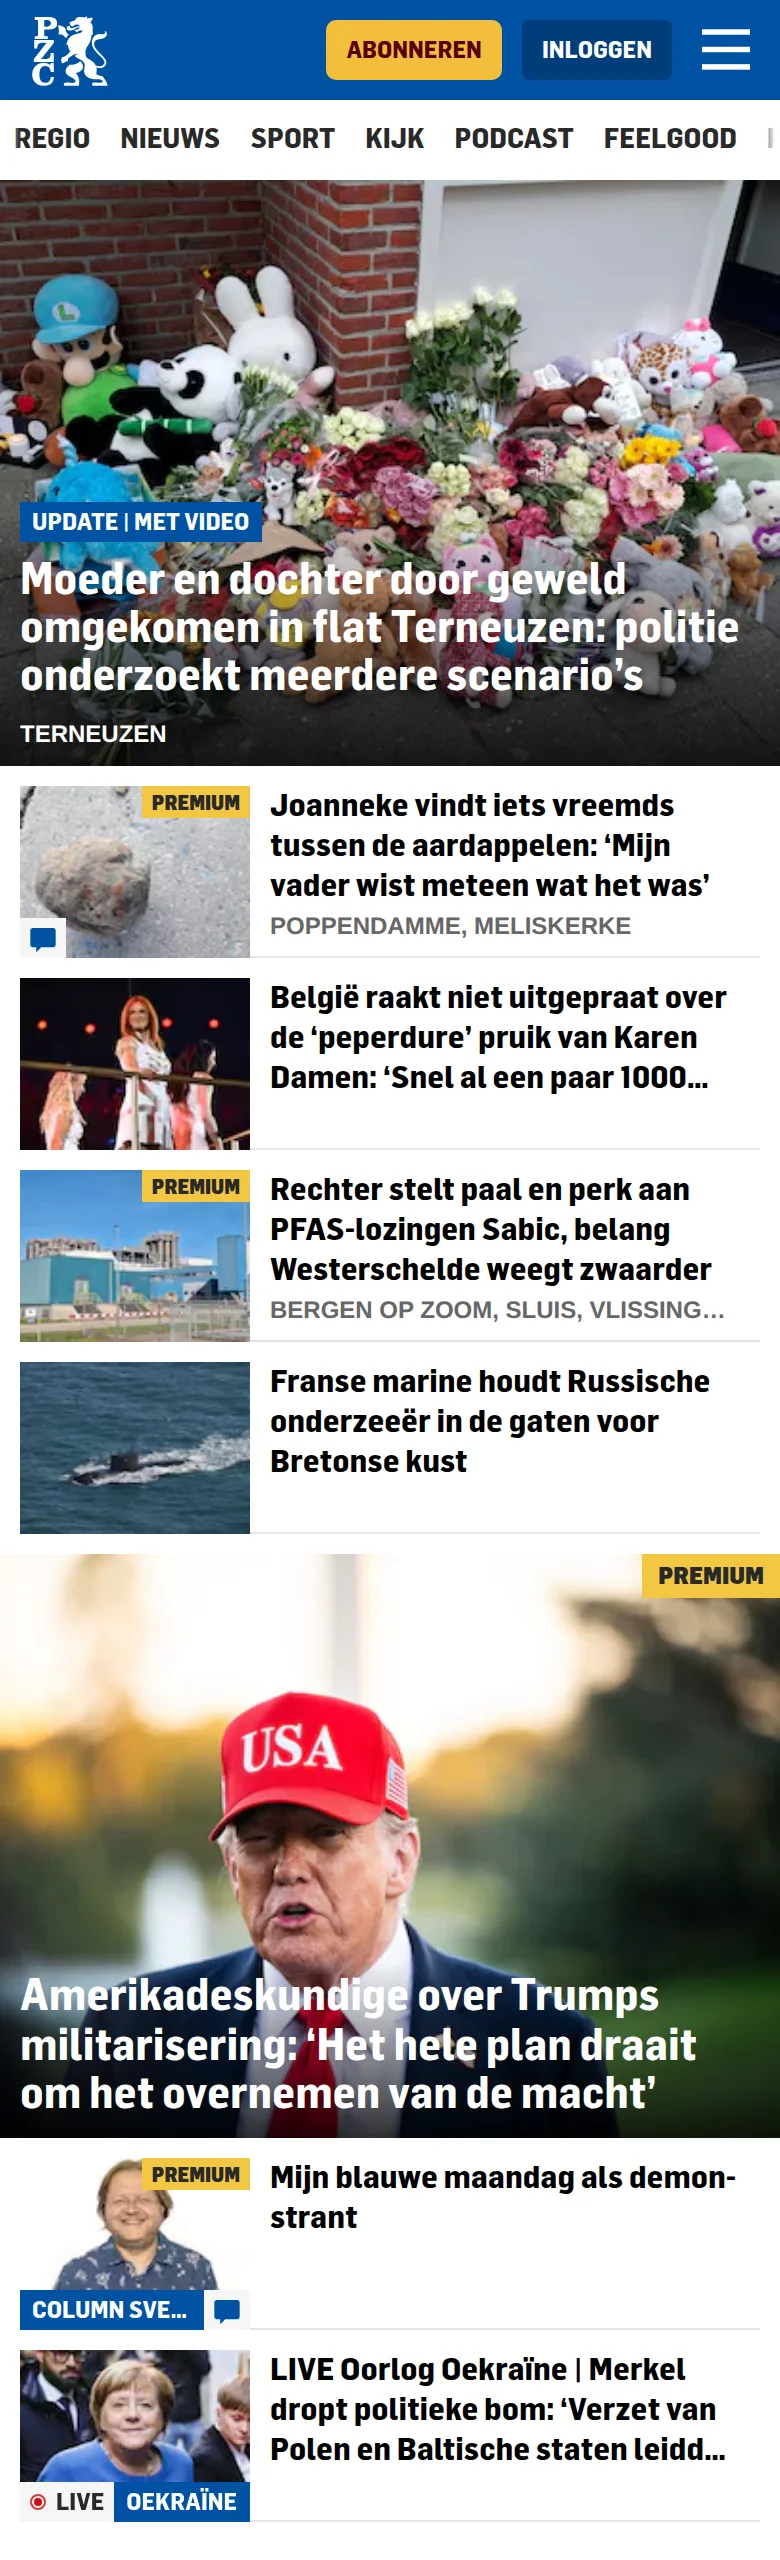 PZC
ABONNEREN
INLOGGEN
REGIO NIEUWS SPORT KIJK PODCAST FEELGOOD
UPDATE | MET VIDEO
Moeder en dochter door geweld
omgekomen in flat Terneuzen: politie
onderzoekt meerdere scenario’s
TERNEUZEN
PREMIUM
Joanneke vindt iets vreemds
tussen de aardappelen: ‘Mijn
vader wist meteen wat het was’
POPPENDAMME, MELISKERKE
België raakt niet uitgepraat over
de ‘peperdure’ pruik van Karen
Damen: ‘Snel al een paar 1000...
PREMIUM
Rechter stelt paal en perk aan
PFAS-lozingen Sabic, belang
Westerschelde weegt zwaarder
BERGEN OP ZOOM, SLUIS, VLISSING...
Franse marine houdt Russische
onderzeeër in de gaten voor
Bretonse kust
PREMIUM
USA
Amerikadeskundige over Trumps
militarisering: ‘Het hele plan draait
om het overnemen van de macht’
PREMIUM
COLUMN SVE...
Mijn blauwe maandag als demon-
strant
LIVE OEKRAÏNE
LIVE Oorlog Oekraïne | Merkel
dropt politieke bom: ‘Verzet van
Polen en Baltische staten leidd...